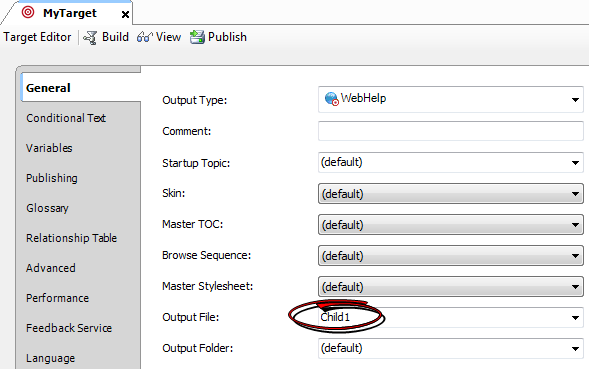 MyTarget
Target Editor Build View Publish
General
Conditional Text
Variables
Publishing
Glossary
Relationship Table
Advanced
Performance
Feedback Service
Language
Output Type: WebHelp
Comment:
Startup Topic: (default)
Skin: (default)
Master TOC: (default)
Browse Sequence: (default)
Master Stylesheet: (default)
Output File: Child1
Output Folder: (default)